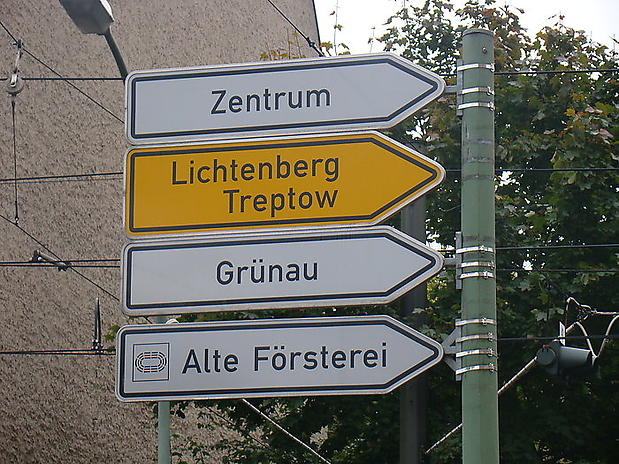 Zentrum
Lichtenberg
Treptow
Grünau
Alte Försterei